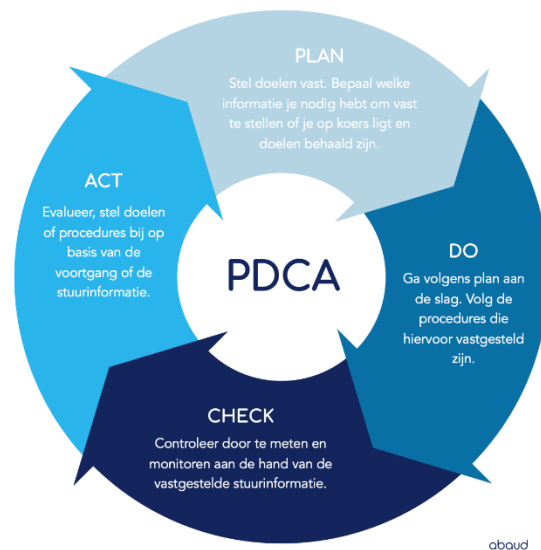 PLAN
Stel doelen vast. Bepaal welke
informatie je nodig hebt om vast
te stellen of je op koers ligt en
doelen behaald zijn.
DO
Ga volgens plan aan
de slag. Volg de
procedures die
hiervoor vastgesteld
zijn.
CHECK
Controleer door te meten en
monitoren aan de hand van de
vastgestelde stuurinformatie.
ACT
Evalueer, stel doelen
of procedures bij op
basis van de
voortgang of de
stuurinformatie.
PDCA
abaud